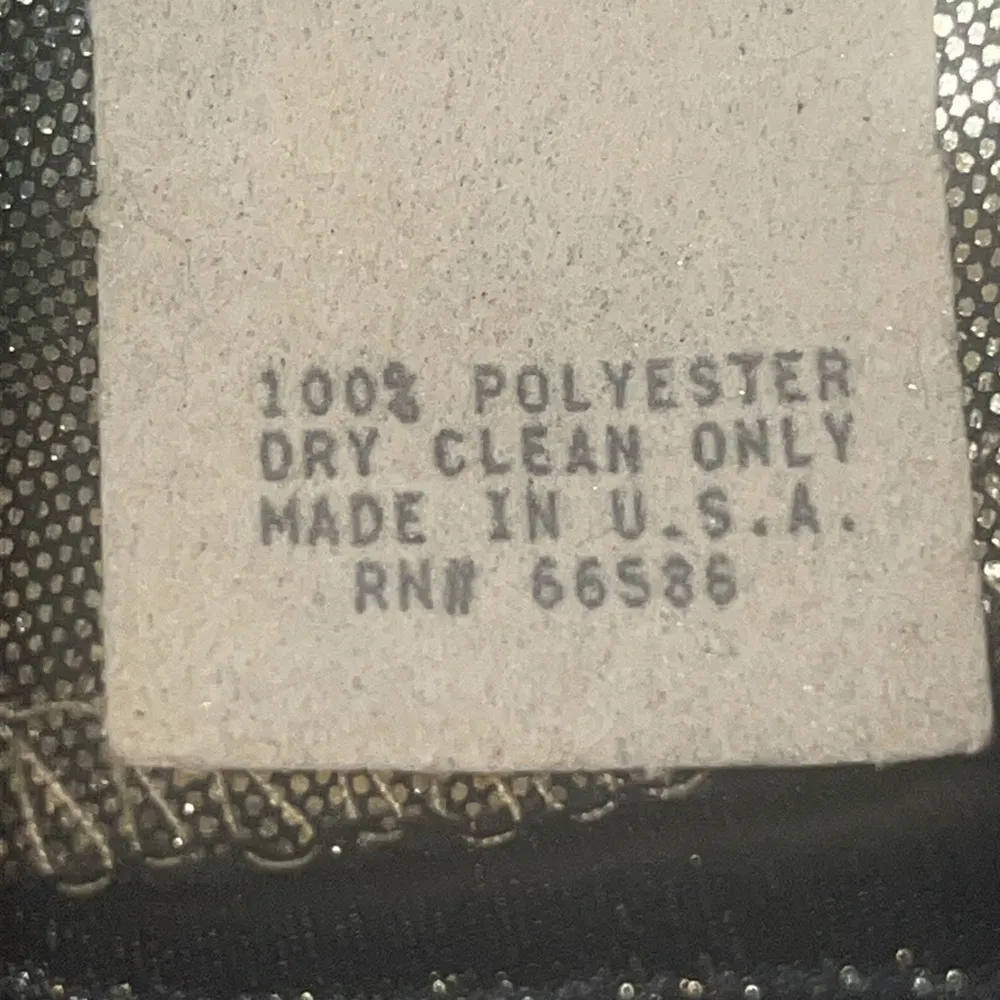 100% POLYESTER
DRY CLEAN ONLY
MADE IN U.S.A.
RN# 66586